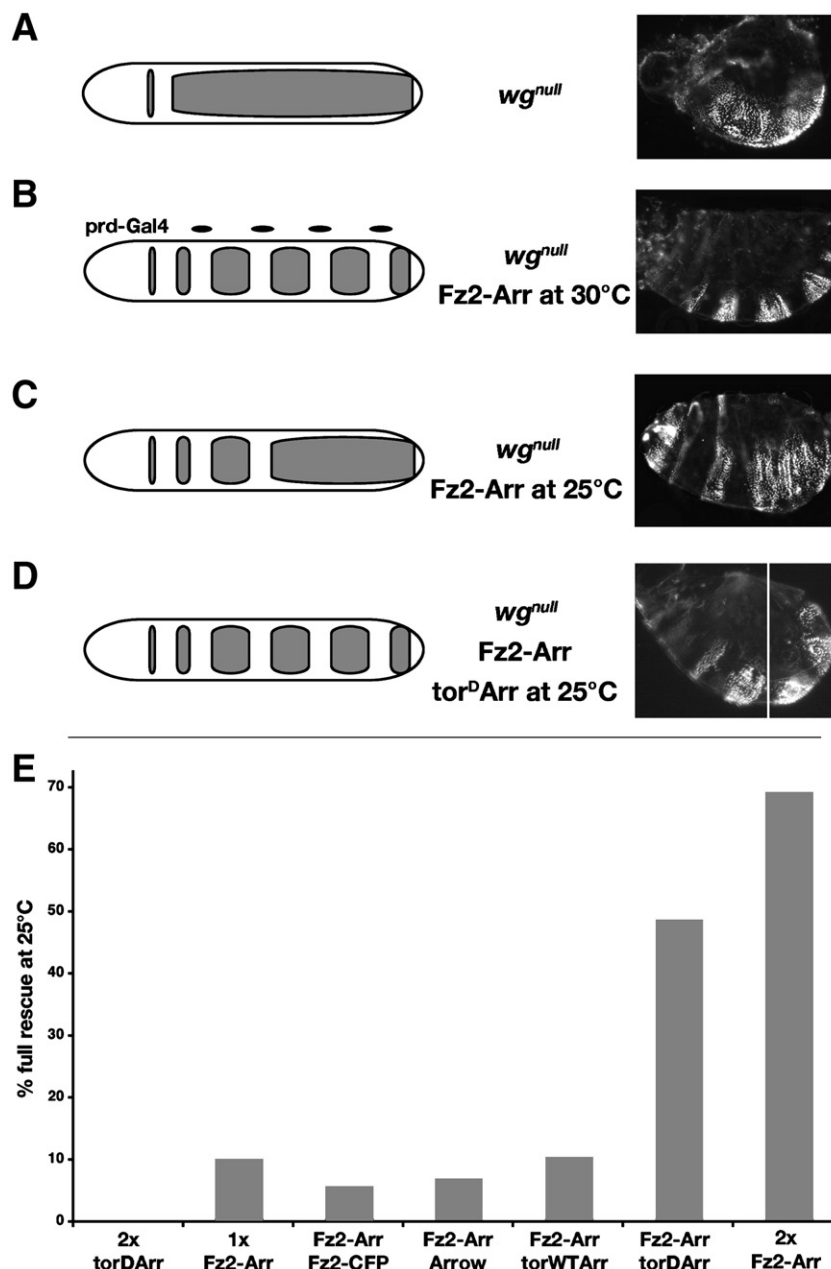 A
wg^null
B
prd-Gal4
wg^null
Fz2-Arr at 30°C
C
wg^null
Fz2-Arr at 25°C
D
wg^null
Fz2-Arr
tor^DArr at 25°C
E
% full rescue at 25°C
70
60
50
40
30
20
10
0
2x
torDArr
1x
Fz2-Arr
Fz2-Arr
Fz2-CFP
Fz2-Arr
Arrow
Fz2-Arr
torWTArr
Fz2-Arr
torDArr
2x
Fz2-Arr